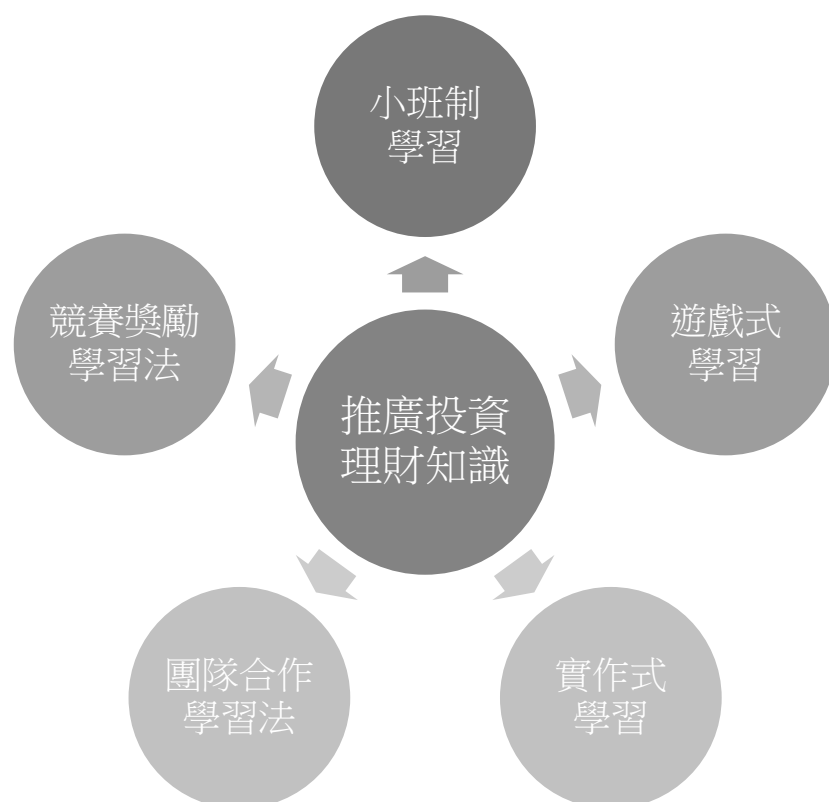 小班制
學習
競賽獎勵
學習法
遊戲式
學習
推廣投資
理財知識
團隊合作
學習法
實作式
學習